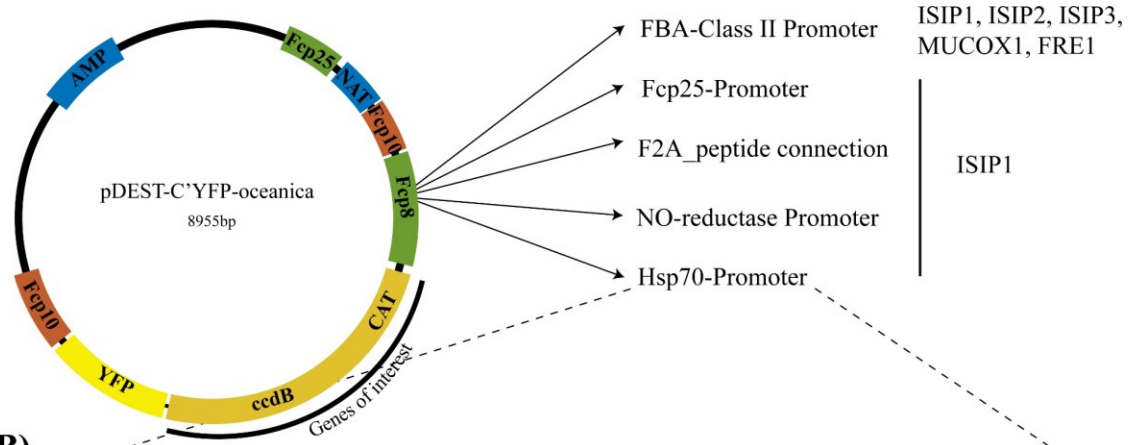 AMP
Fcp25
NAT
Fcp10
Fcp8
pDEST-C’YFP-oceanica
8955bp
CAT
ccdB
Genes of interest
YFP
Fcp10
FBA-Class II Promoter
Fcp25-Promoter
F2A_peptide connection
NO-reductase Promoter
Hsp70-Promoter
ISIP1, ISIP2, ISIP3,
MUCOX1, FRE1
ISIP1